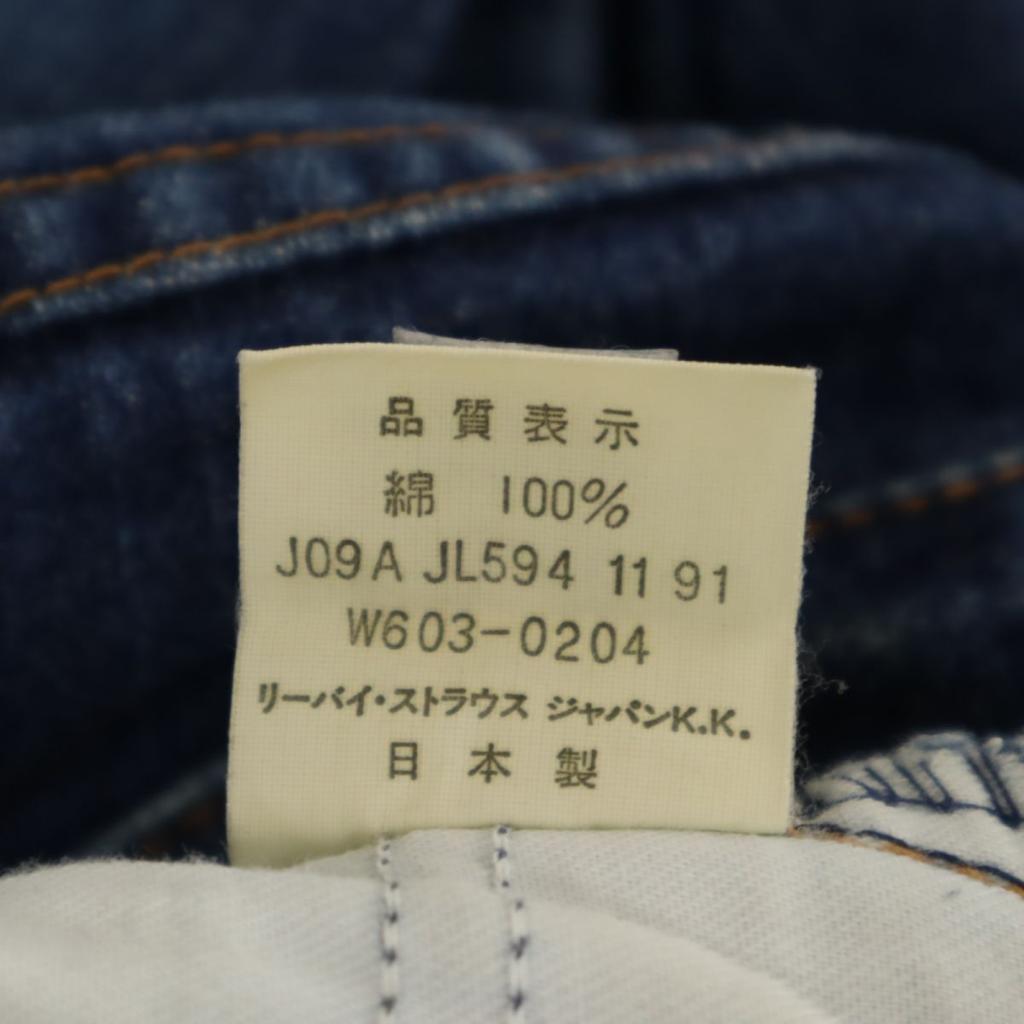 品質表示
綿 100%
J09A JL594 11 91
W603-0204
リーバイ・ストラウス ジャパンK.K.
日本製